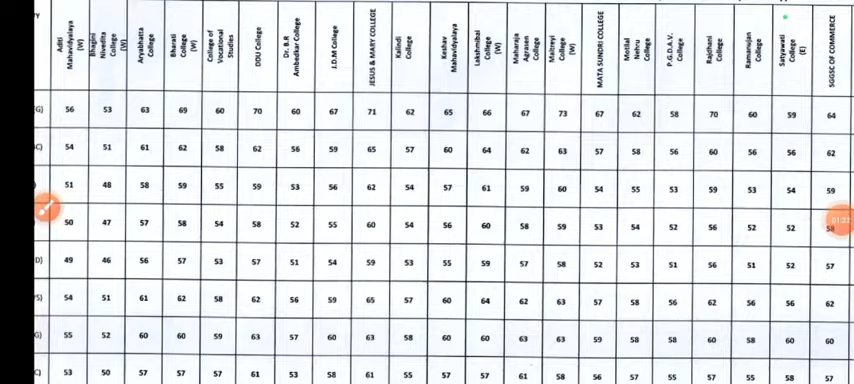 Aditi Mahavidyalaya (W) Bhagini Nivedita College (W) Aryabhatta College Bharati College (W) College of Vocational Studies DDU College Dr. B.R Ambedkar College J.D.M College JESUS & MARY COLLEGE Kalindi College Keshav Mahavidyalaya Lakshmibai College (W) Maharaja Agrasen College Maitreyi College (W) MATA SUNDRI COLLEGE Motilal Nehru College P.G.D.A.V. College Rajdhani College Ramanujan College Satyawati College (E) SGGSC OF COMMERCE
G) 56 53 63 69 60 70 60 67 71 62 65 66 67 73 67 62 58 70 60 59 64
C) 54 51 61 62 58 62 56 59 65 57 60 64 62 63 57 58 56 60 56 56 62
) 51 48 58 59 55 59 53 56 62 54 57 61 59 60 54 55 53 59 53 54 59
50 47 57 58 54 58 52 55 60 54 56 60 58 59 53 54 52 56 52 52 58
01:33
D) 49 46 56 57 53 57 51 54 59 53 55 59 57 58 52 53 51 56 51 52 57
S) 54 51 61 62 58 62 56 59 65 57 60 64 62 63 57 58 56 62 56 56 62
G) 55 52 60 60 59 63 57 60 63 58 60 60 63 63 59 58 58 60 58 60 60
C) 53 50 57 57 57 61 53 58 61 55 57 57 61 58 56 57 55 57 55 58 57